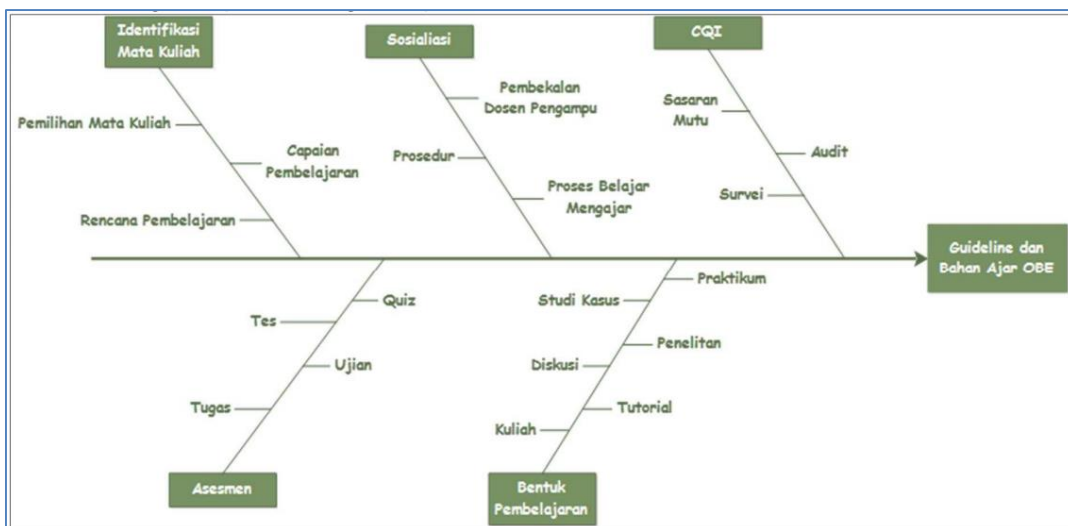 Identifikasi
Mata Kuliah
Sosialiasi
CQI
Pemilihan Mata Kuliah
Capaian
Pembelajaran
Rencana Pembelajaran
Pembekalan
Dosen Pengampu
Prosedur
Proses Belajar
Mengajar
Sasaran
Mutu
Audit
Survei
Guideline dan
Bahan Ajar OBE
Quiz
Tes
Ujian
Tugas
Asesmen
Praktikum
Studi Kasus
Penelitan
Diskusi
Tutorial
Kuliah
Bentuk
Pembelajaran